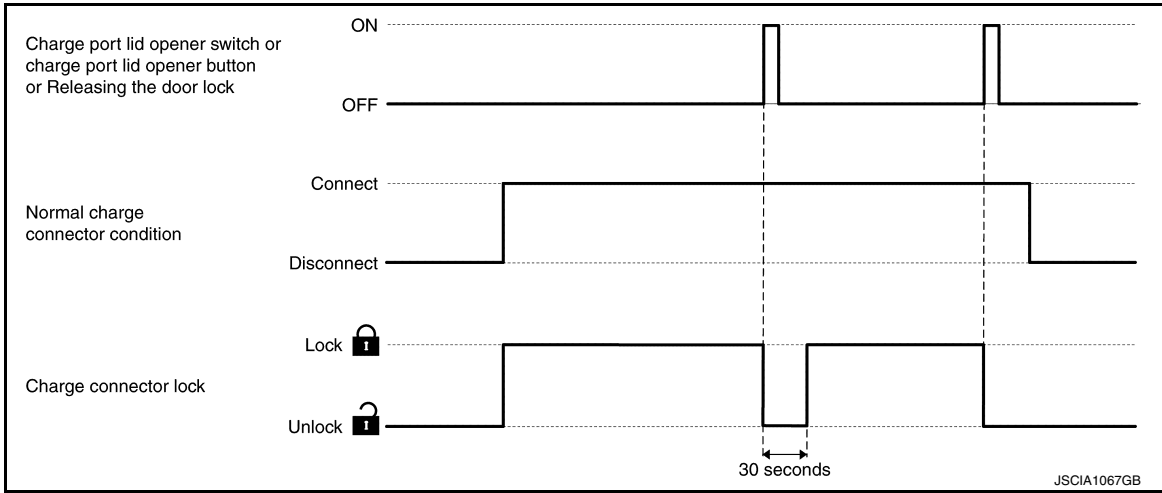 ON
Charge port lid opener switch or
charge port lid opener button
or Releasing the door lock
OFF
Connect
Normal charge
connector condition
Disconnect
Lock
Charge connector lock
Unlock
30 seconds
JSCIA1067GB